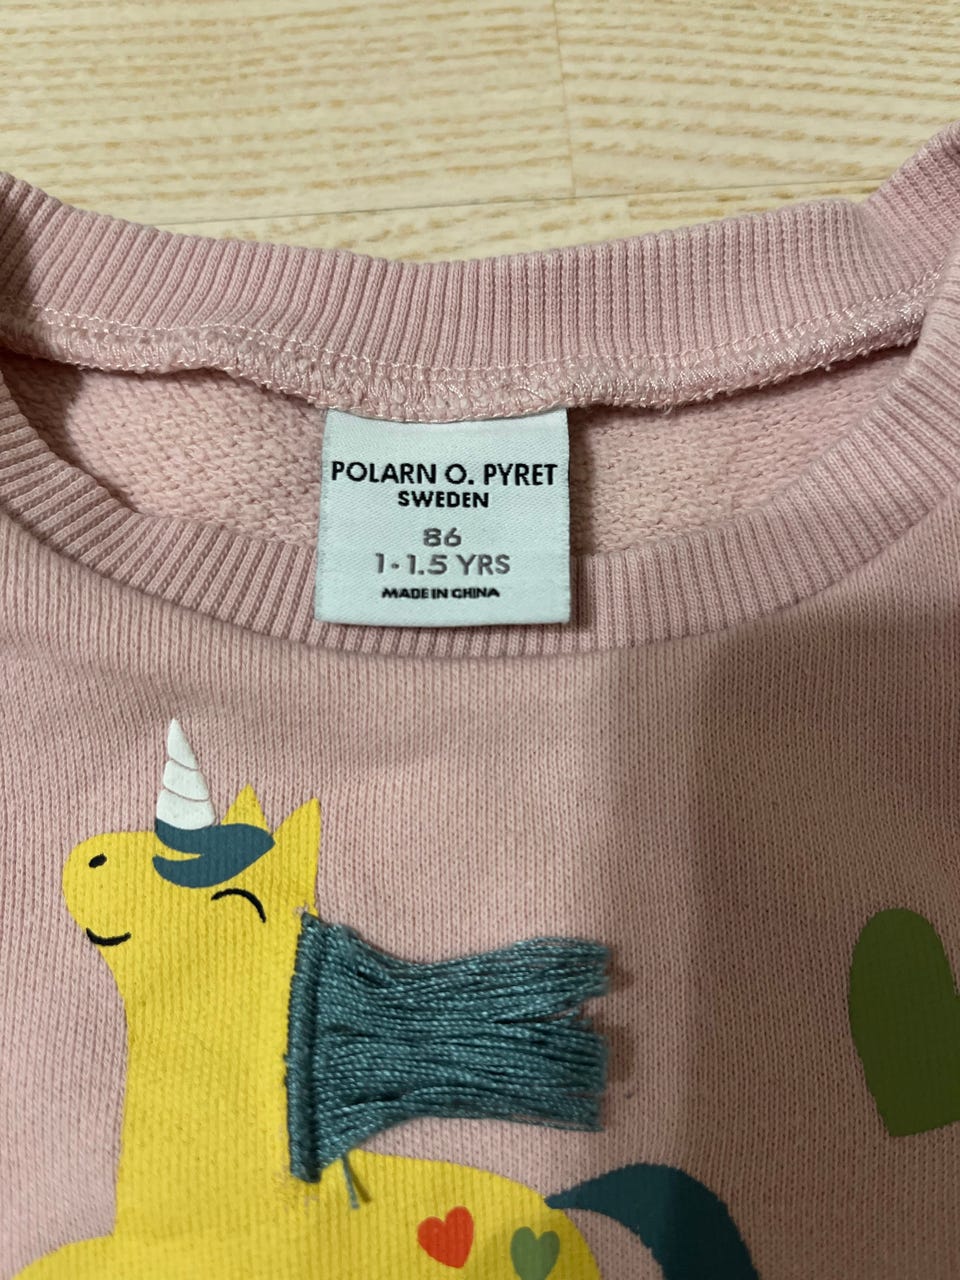 POLARN O. PYRET
SWEDEN
86
1-1.5 YRS
MADE IN CHINA